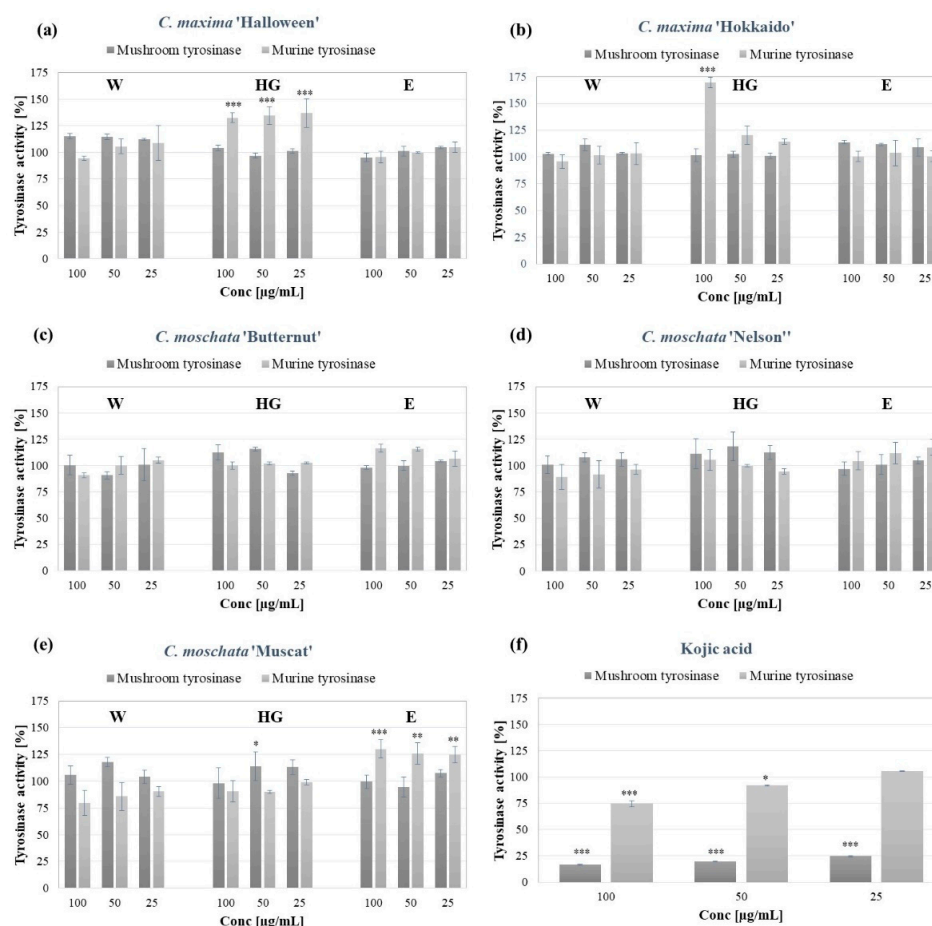 (a)
C. maxima 'Halloween'
Mushroom tyrosinase Murine tyrosinase
W HG E
Tyrosinase activity [%]
175
150
125
100
75
50
25
0
*** *** ***
100 50 25 100 50 25 100 50 25
Conc [µg/mL]
(b)
C. maxima 'Hokkaido'
Mushroom tyrosinase Murine tyrosinase
W HG E
Tyrosinase activity [%]
175
150
125
100
75
50
25
0
***
100 50 25 100 50 25 100 50 25
Conc [µg/mL]
(c)
C. moschata 'Butternut'
Mushroom tyrosinase Murine tyrosinase
W HG E
Tyrosinase activity [%]
175
150
125
100
75
50
25
0
100 50 25 100 50 25 100 50 25
Conc [µg/mL]
(d)
C. moschata 'Nelson''
Mushroom tyrosinase Murine tyrosinase
W HG E
Tyrosinase activity [%]
175
150
125
100
75
50
25
0
100 50 25 100 50 25 100 50 25
Conc [µg/mL]
(e)
C. moschata 'Muscat'
Mushroom tyrosinase Murine tyrosinase
W HG E
Tyrosinase activity [%]
175
150
125
100
75
50
25
0
* *** ** **
100 50 25 100 50 25 100 50 25
Conc [µg/mL]
(f)
Kojic acid
Mushroom tyrosinase Murine tyrosinase
Tyrosinase activity [%]
175
150
125
100
75
50
25
0
*** *** *** * ***
100 50 25
Conc [µg/mL]